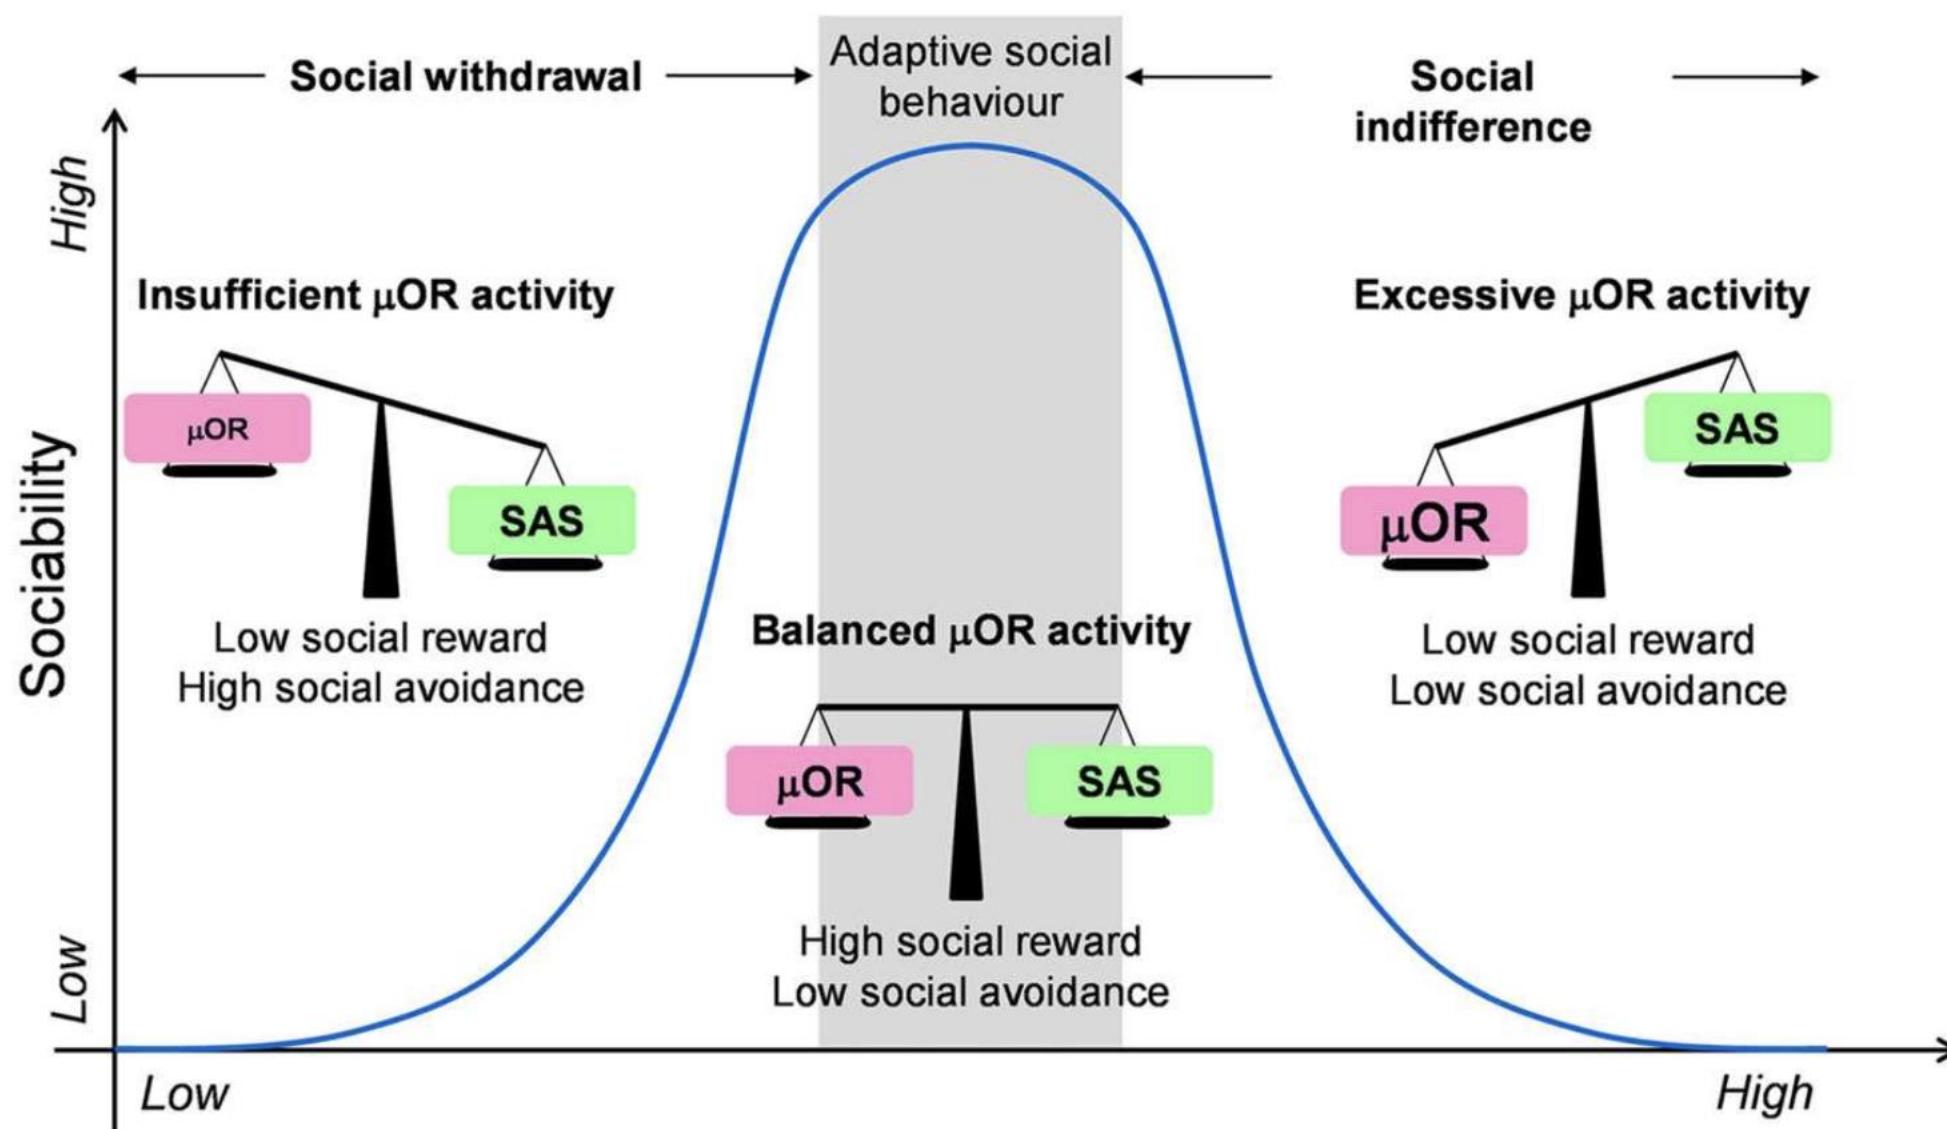 Social withdrawal
Adaptive social
behaviour
Social
indifference
High
Insufficient μOR activity
Excessive μOR activity
μOR
SAS
SAS
μOR
Sociability
Low social reward
High social avoidance
Balanced μOR activity
Low social reward
Low social avoidance
μOR
SAS
High social reward
Low social avoidance
Low
Low
High